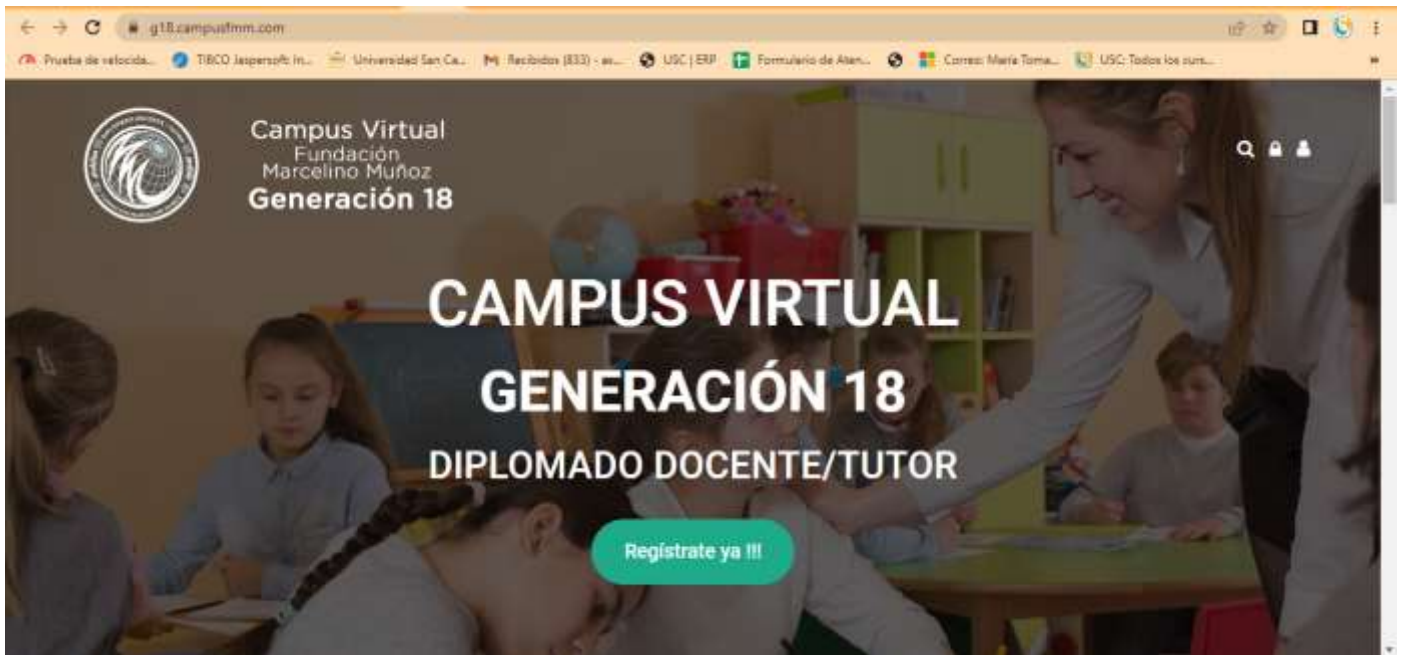 g18.campusfmm.com
Prueba de velocida... TIBCO Jaspersoft: In... Universidad San Ca... Recibidos (833) - as... USC | ERP Formulario de Aten... Correo: María Toma... USC: Todos los curs...
Campus Virtual
Fundación
Marcelino Muñoz
Generación 18
CAMPUS VIRTUAL
GENERACIÓN 18
DIPLOMADO DOCENTE/TUTOR
Regístrate ya !!!